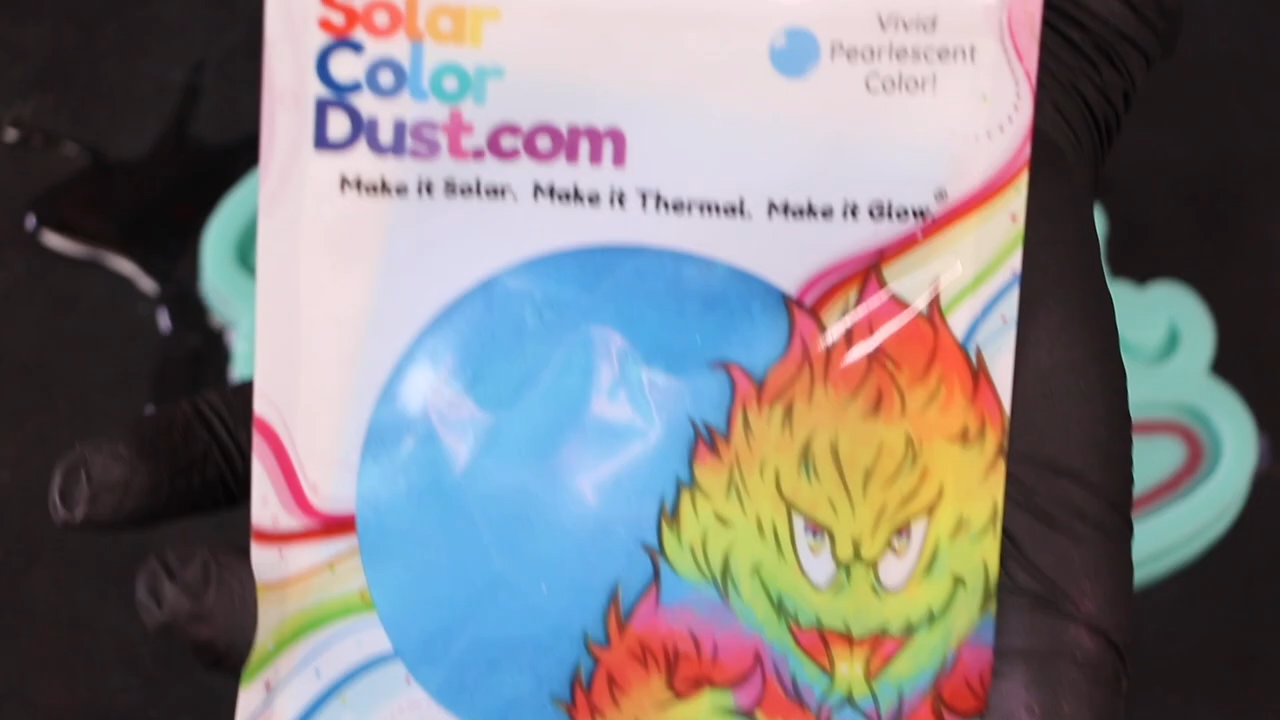 Solar
Color
Dust.com
Vivid
Pearlescent
Color!
Make it Solar. Make it Thermal. Make it Glow.®